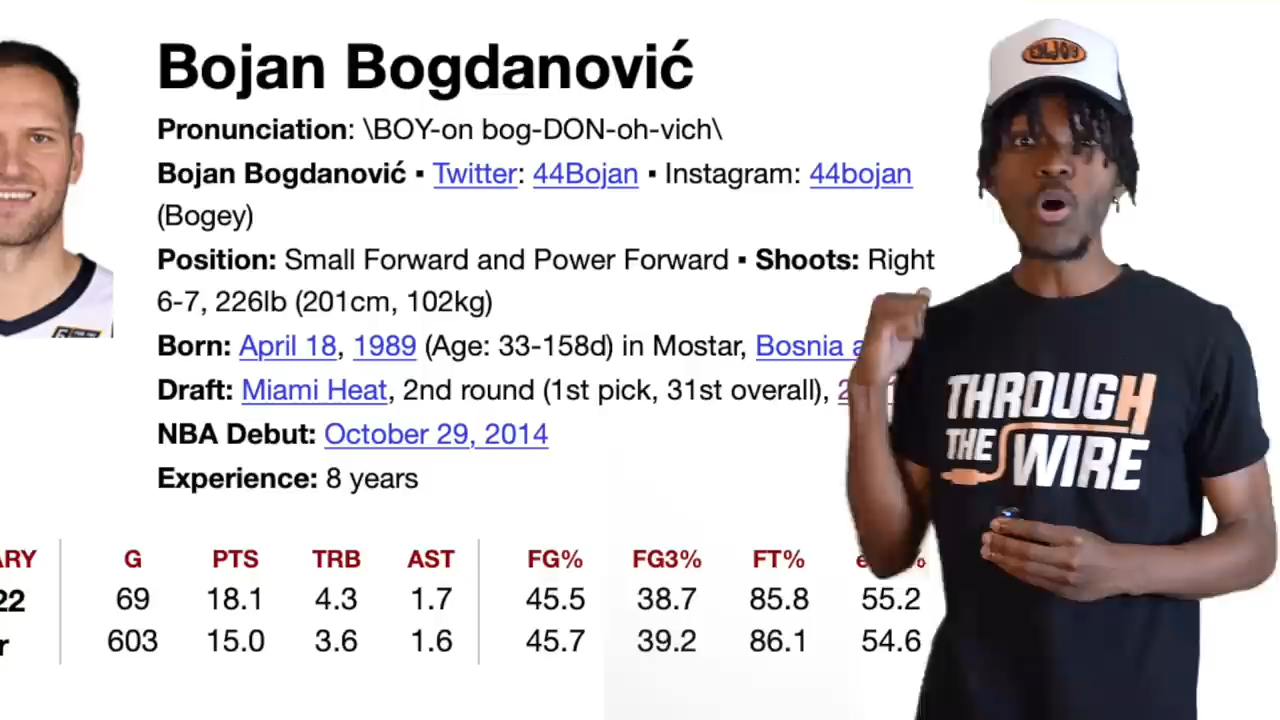 Bojan Bogdanović
Pronunciation: \BOY-on bog-DON-oh-vich\
Bojan Bogdanović ▪ Twitter: 44Bojan ▪ Instagram: 44bojan
(Bogey)
Position: Small Forward and Power Forward ▪ Shoots: Right
6-7, 226lb (201cm, 102kg)
Born: April 18, 1989 (Age: 33-158d) in Mostar, Bosnia
Draft: Miami Heat, 2nd round (1st pick, 31st overall),
NBA Debut: October 29, 2014
Experience: 8 years
ARY G PTS TRB AST FG% FG3% FT%
22 69 18.1 4.3 1.7 45.5 38.7 85.8 55.2
r 603 15.0 3.6 1.6 45.7 39.2 86.1 54.6
ENJOY
THROUGH
THE WIRE